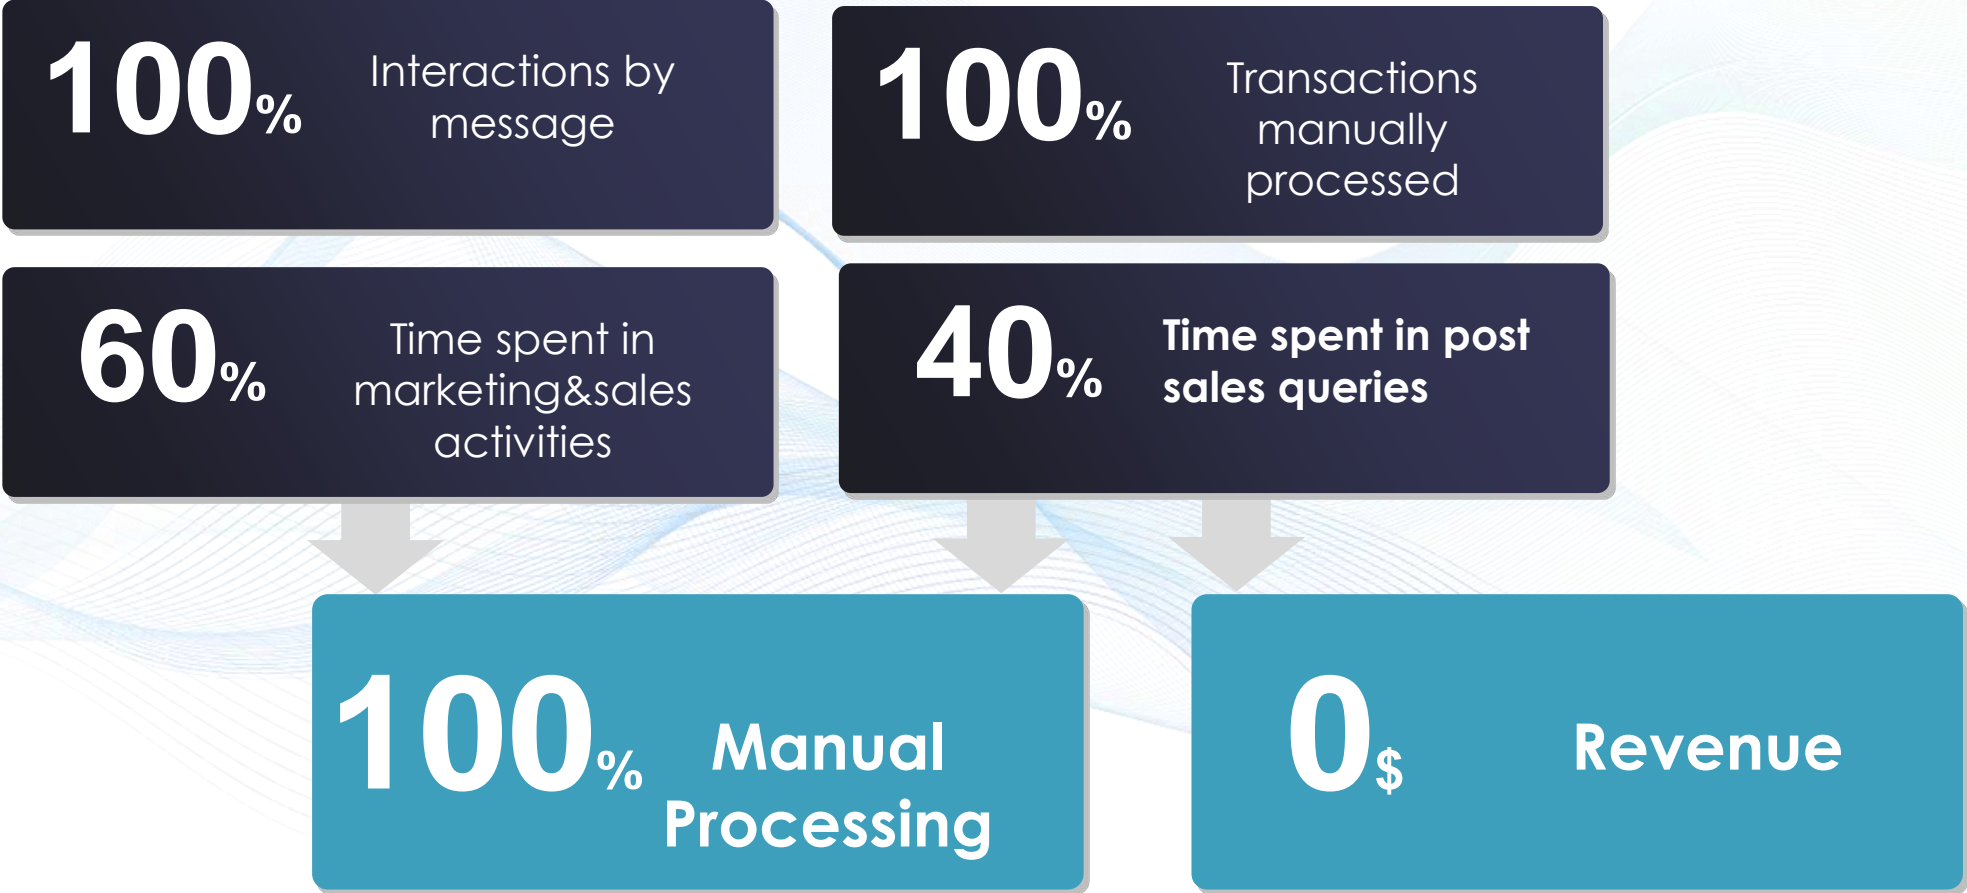 100%
Interactions by
message
100%
Transactions
manually
processed
60%
Time spent in
marketing&sales
activities
40%
Time spent in post
sales queries
100%
Manual
Processing
0$
Revenue